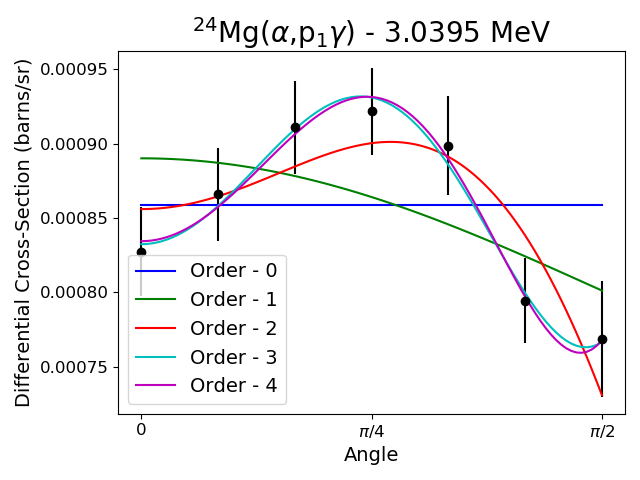 ²⁴Mg(α,p₁γ) - 3.0395 MeV
Differential Cross-Section (barns/sr)
0.00095
0.00090
0.00085
0.00080
0.00075
Order - 0
Order - 1
Order - 2
Order - 3
Order - 4
0
π/4
π/2
Angle